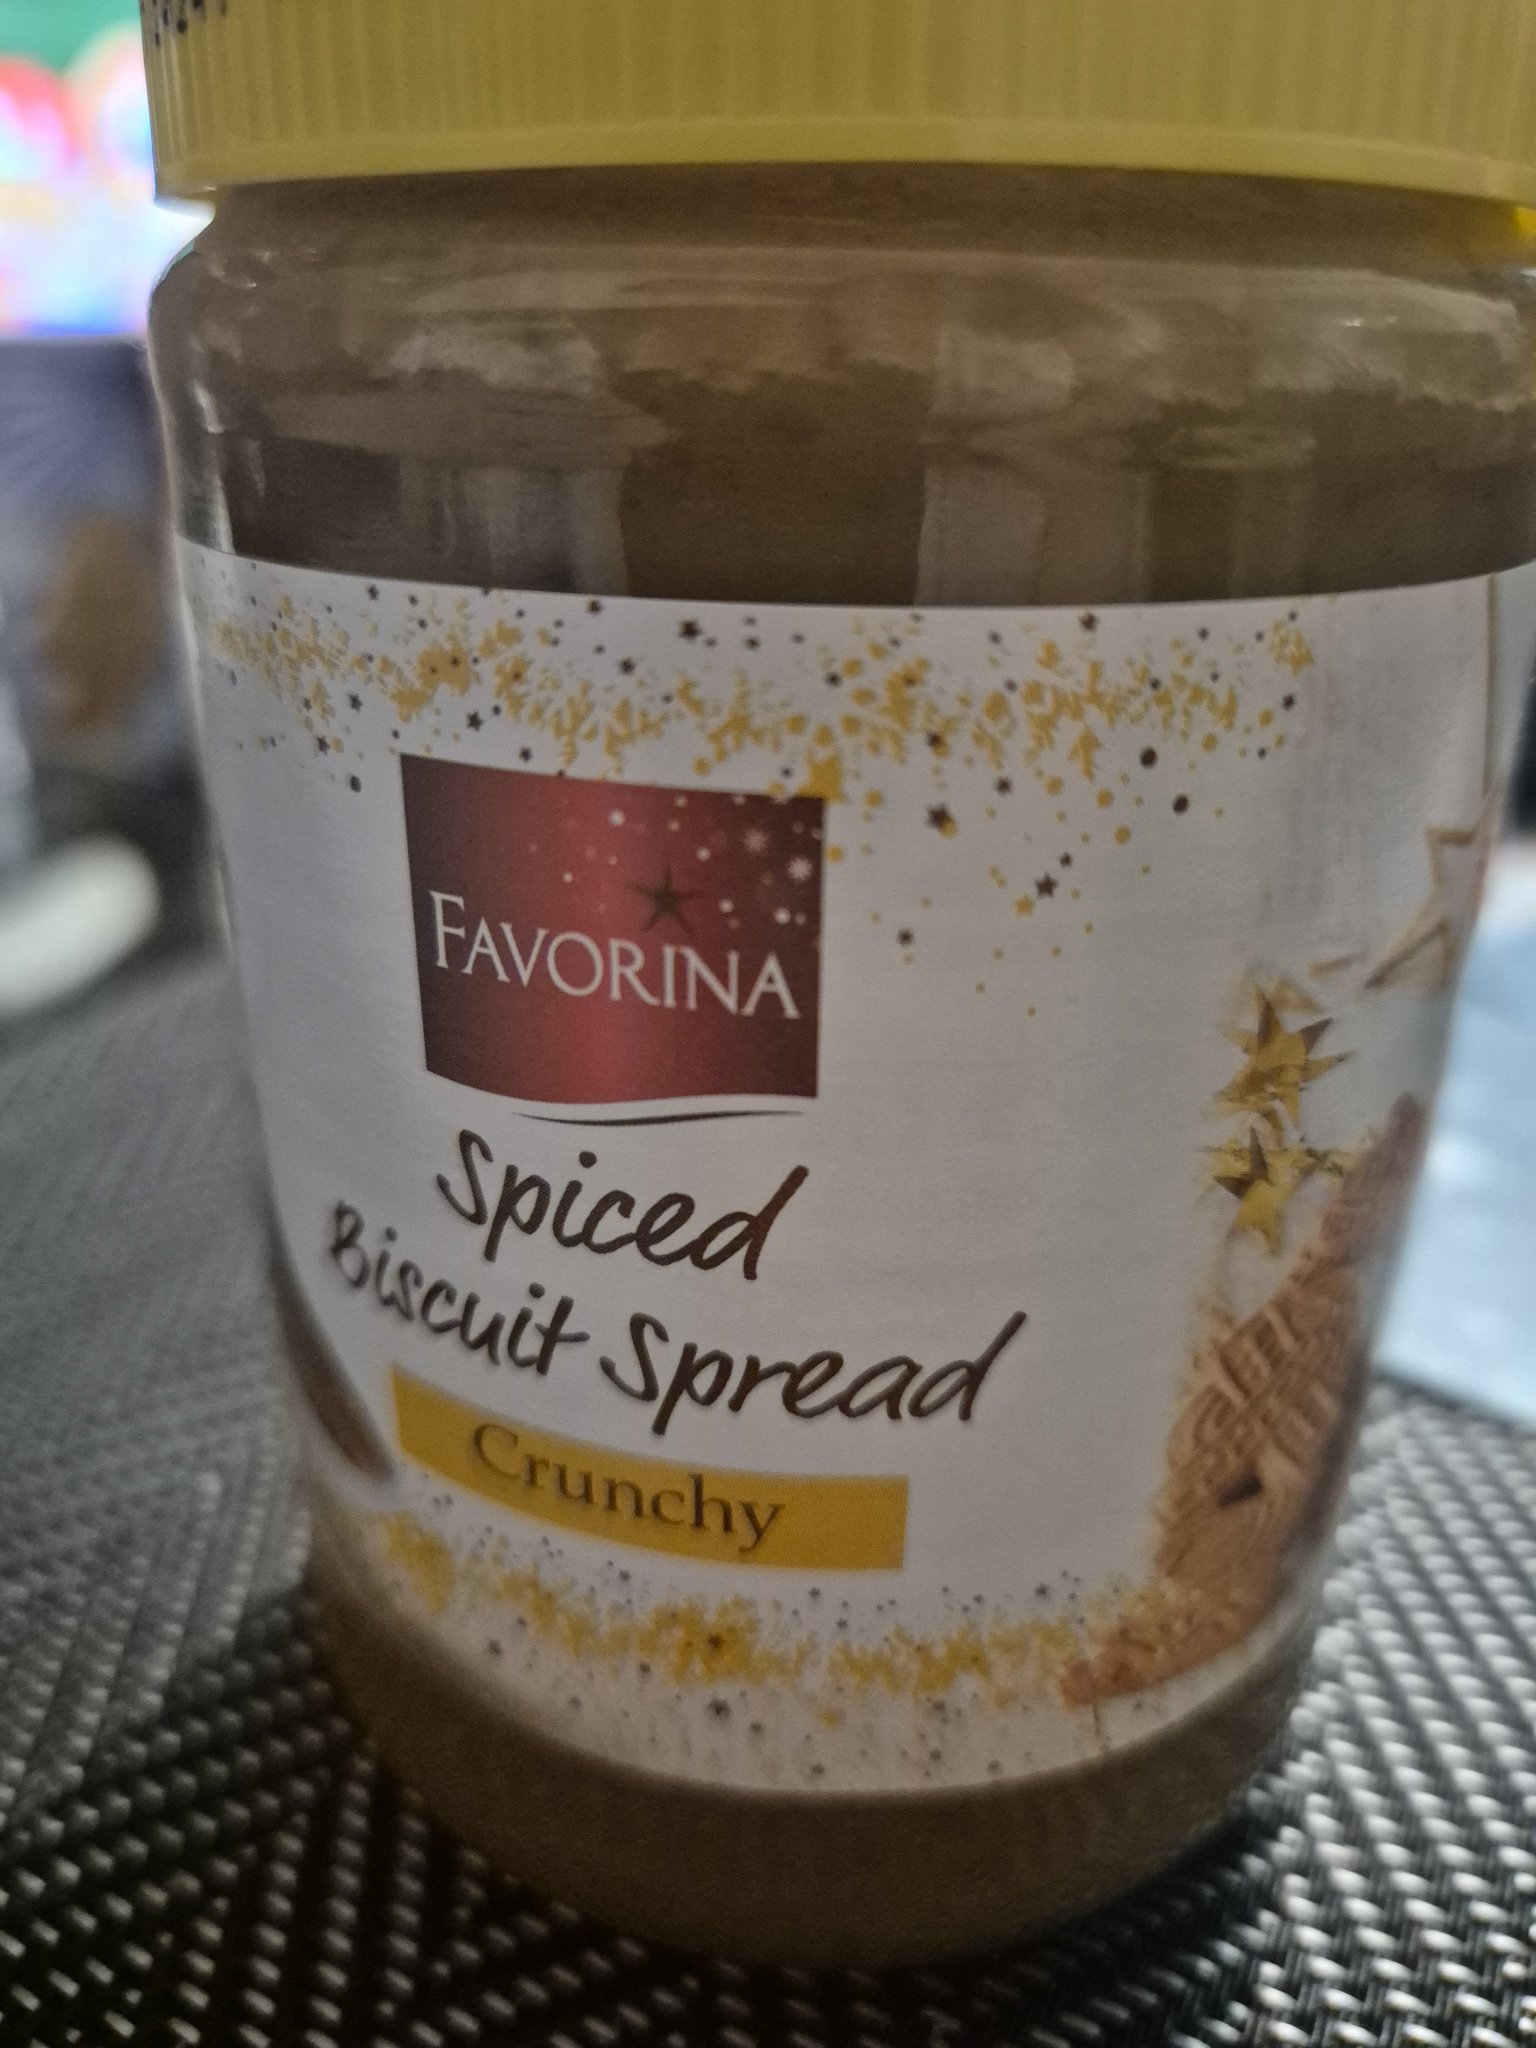 FAVORINA
Spiced
Biscuit Spread
Crunchy